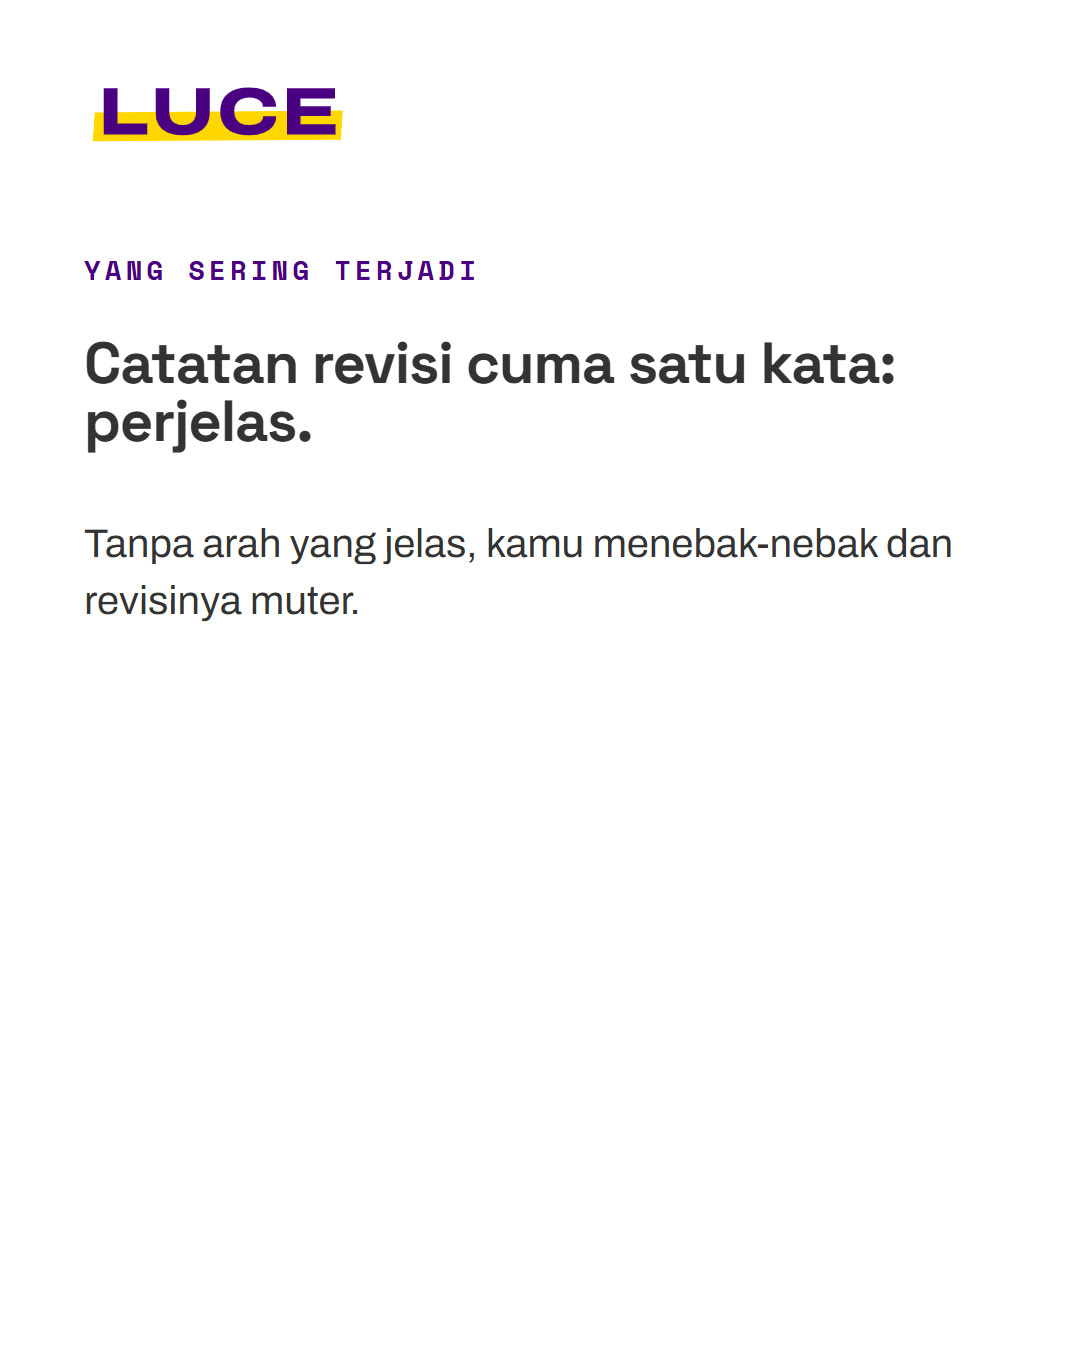 LUCE
YANG SERING TERJADI
Catatan revisi cuma satu kata:
perjelas.
Tanpa arah yang jelas, kamu menebak-nebak dan
revisinya muter.